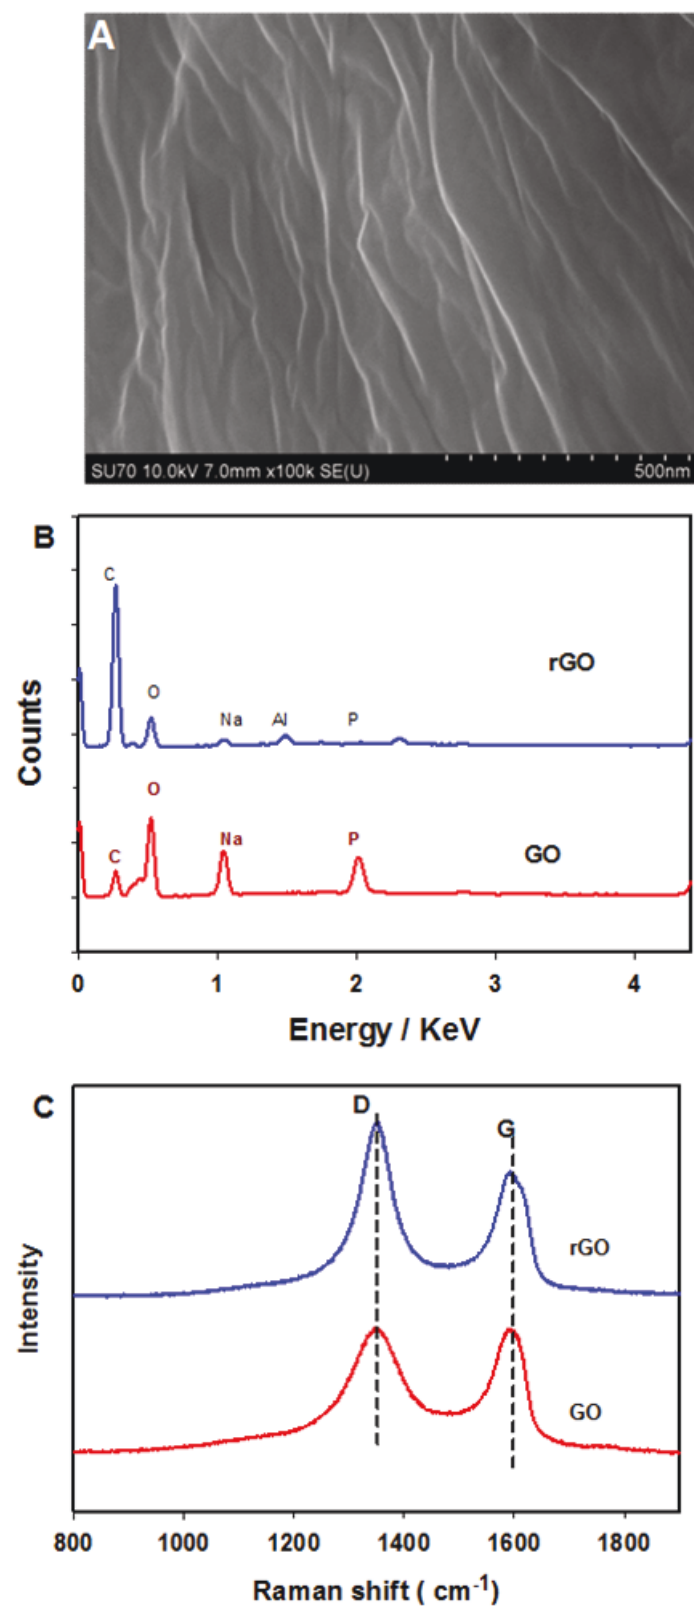 A
SU70 10.0kV 7.0mm x100k SE(U) 500nm
B
C
O
Na Al P
rGO
Counts
O
C
Na
P
GO
0 1 2 3 4
Energy / KeV
C
D
G
rGO
Intensity
GO
800 1000 1200 1400 1600 1800
Raman shift ( cm⁻¹)